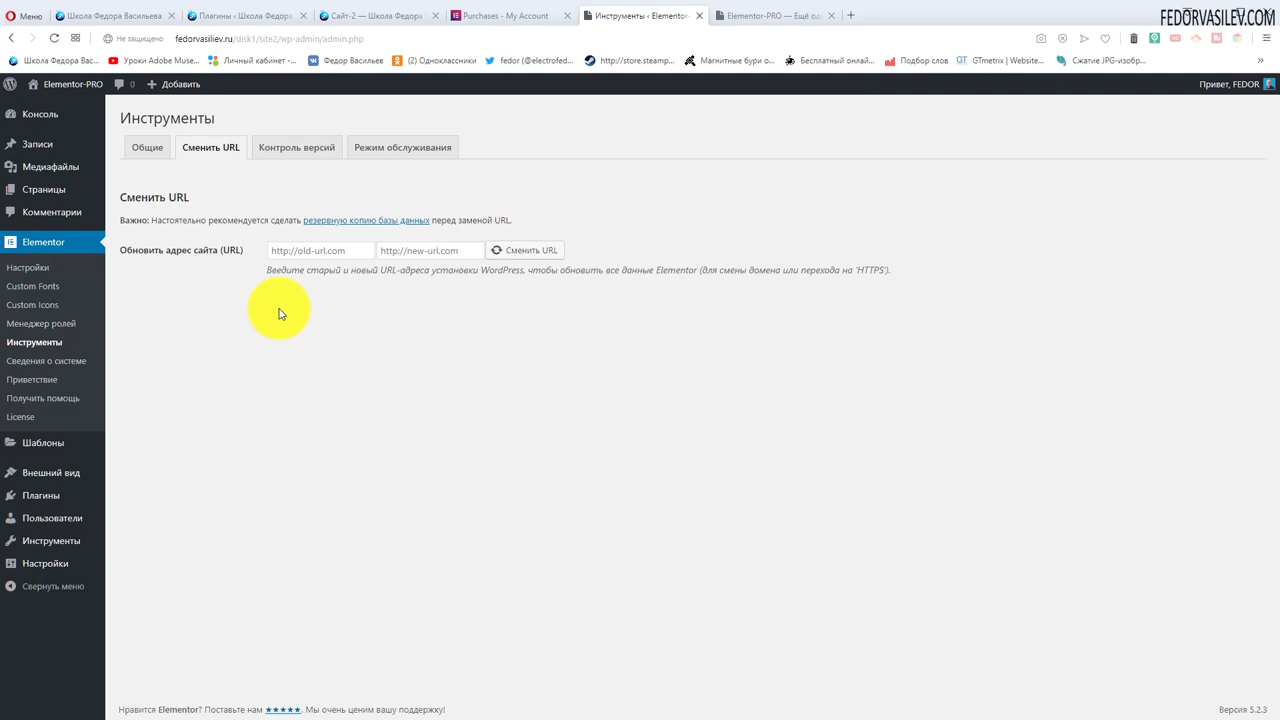 Меню
Школа Федора Васильева
Плагины ‹ Школа Федора
Сайт-2 — Школа Федора
Purchases - My Account
Инструменты ‹ Elementor-
Elementor-PRO — Ещё од
FEDORVASILEV.COM
Не защищено
fedorvasiliev.ru/disk1/site2/wp-admin/admin.php
Школа Федора Вас...
Уроки Adobe Muse...
Личный кабинет -...
Федор Васильев
(2) Одноклассники
fedor (@electrofed...
http://store.steamp...
Магнитные бури о...
Бесплатный онлай...
Подбор слов
GTmetrix | Website...
Сжатие JPG-изобр...
Elementor-PRO
0
Добавить
Привет, FEDOR
Консоль
Записи
Медиафайлы
Страницы
Комментарии
Elementor
Настройки
Custom Fonts
Custom Icons
Менеджер ролей
Инструменты
Сведения о системе
Приветствие
Получить помощь
License
Шаблоны
Внешний вид
Плагины
Пользователи
Инструменты
Настройки
Свернуть меню
Инструменты
Общие
Сменить URL
Контроль версий
Режим обслуживания
Сменить URL
Важно: Настоятельно рекомендуется сделать резервную копию базы данных перед заменой URL.
Обновить адрес сайта (URL)
http://old-url.com
http://new-url.com
Сменить URL
Введите старый и новый URL-адреса установки WordPress, чтобы обновить все данные Elementor (для смены домена или перехода на 'HTTPS').
Нравится Elementor? Поставьте нам ★★★★★. Мы очень ценим вашу поддержку!
Версия 5.2.3